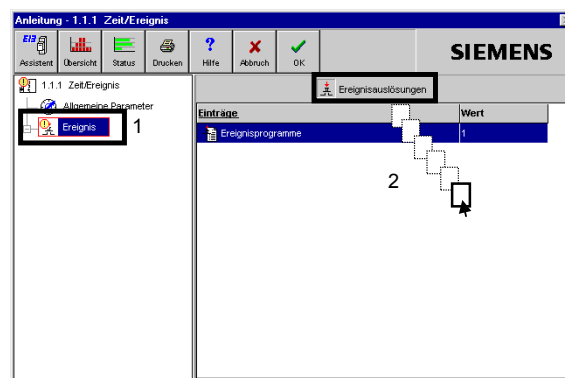 Anleitung - 1.1.1 Zeit/Ereignis
EIB
Assistent Übersicht Status Drucken Hilfe Abbruch OK
SIEMENS
1.1.1 Zeit/Ereignis
Ereignisauslösungen
Allgemeine Parameter
Einträge Wert
Ereignis 1
Ereignisprogramme 1
2